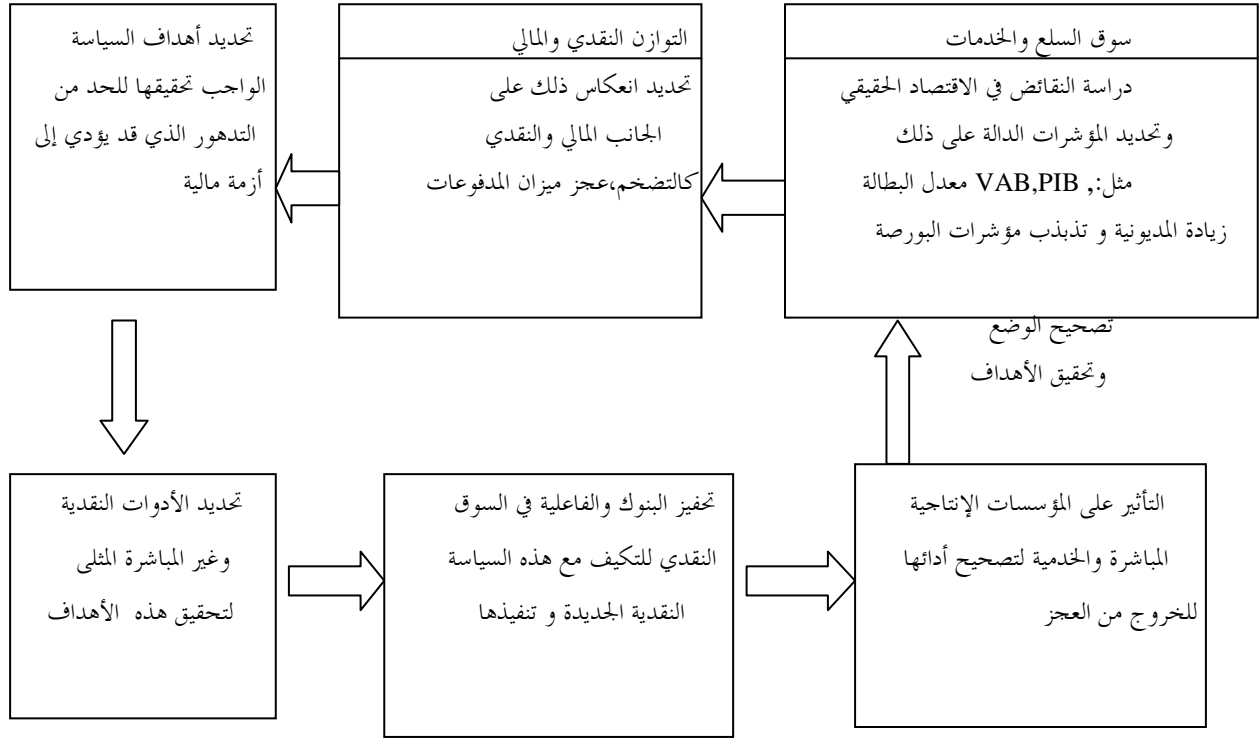 سوق السلع والخدمات
دراسة النقائض في الاقتصاد الحقيقي
وتحديد المؤشرات الدالة على ذلك
مثل:, VAB,PIB معدل البطالة
زيادة المديونية و تذبذب مؤشرات البورصة
التوازن النقدي والمالي
تحديد انعكاس ذلك على
الجانب المالي والنقدي
كالتضخم،عجز ميزان المدفوعات
تحديد أهداف السياسة
الواجب تحقيقها للحد من
التدهور الذي قد يؤدي إلى
أزمة مالية
تحديد الأدوات النقدية
وغير المباشرة المثلى
لتحقيق هذه الأهداف
تحفيز البنوك والفاعلية في السوق
النقدي للتكيف مع هذه السياسة
النقدية الجديدة و تنفيذها
التأثير على المؤسسات الإنتاجية
المباشرة والخدمية لتصحيح أدائها
للخروج من العجز
تصحيح الوضع
وتحقيق الأهداف